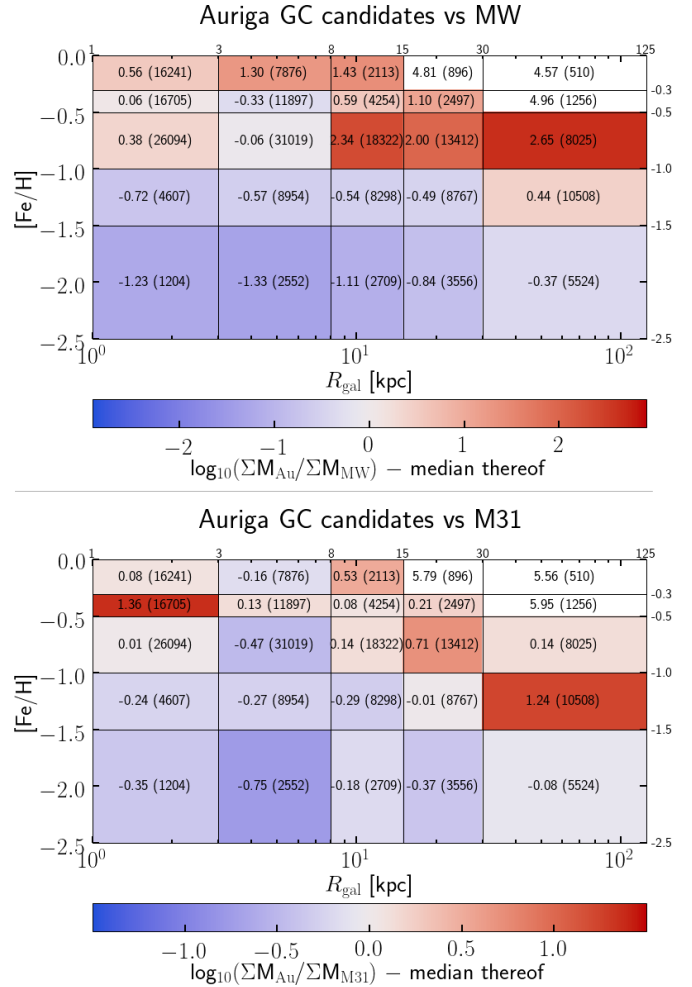 Auriga GC candidates vs MW
1 3 8 15 30 125
0.0 0.56 (16241) 1.30 (7876) 1.43 (2113) 4.81 (896) 4.57 (510)
-0.3
0.06 (16705) -0.33 (11897) 0.59 (4254) 1.10 (2497) 4.96 (1256)
−0.5 -0.5
0.38 (26094) -0.06 (31019) 2.34 (18322) 2.00 (13412) 2.65 (8025)
−1.0 -1.0
[Fe/H]
-0.72 (4607) -0.57 (8954) -0.54 (8298) -0.49 (8767) 0.44 (10508)
−1.5 -1.5
-1.23 (1204) -1.33 (2552) -1.11 (2709) -0.84 (3556) -0.37 (5524)
−2.0
−2.5 -2.5
10⁰ 10¹ 10²
R_gal [kpc]
−2 −1 0 1 2
log₁₀(ΣM_Au/ΣM_MW) − median thereof
Auriga GC candidates vs M31
1 3 8 15 30 125
0.0 0.08 (16241) -0.16 (7876) 0.53 (2113) 5.79 (896) 5.56 (510)
-0.3
1.36 (16705) 0.13 (11897) 0.08 (4254) 0.21 (2497) 5.95 (1256)
−0.5 -0.5
0.01 (26094) -0.47 (31019) 0.14 (18322) 0.71 (13412) 0.14 (8025)
−1.0 -1.0
[Fe/H]
-0.24 (4607) -0.27 (8954) -0.29 (8298) -0.01 (8767) 1.24 (10508)
−1.5 -1.5
-0.35 (1204) -0.75 (2552) -0.18 (2709) -0.37 (3556) -0.08 (5524)
−2.0
−2.5 -2.5
10⁰ 10¹ 10²
R_gal [kpc]
−1.0 −0.5 0.0 0.5 1.0
log₁₀(ΣM_Au/ΣM_M31) − median thereof